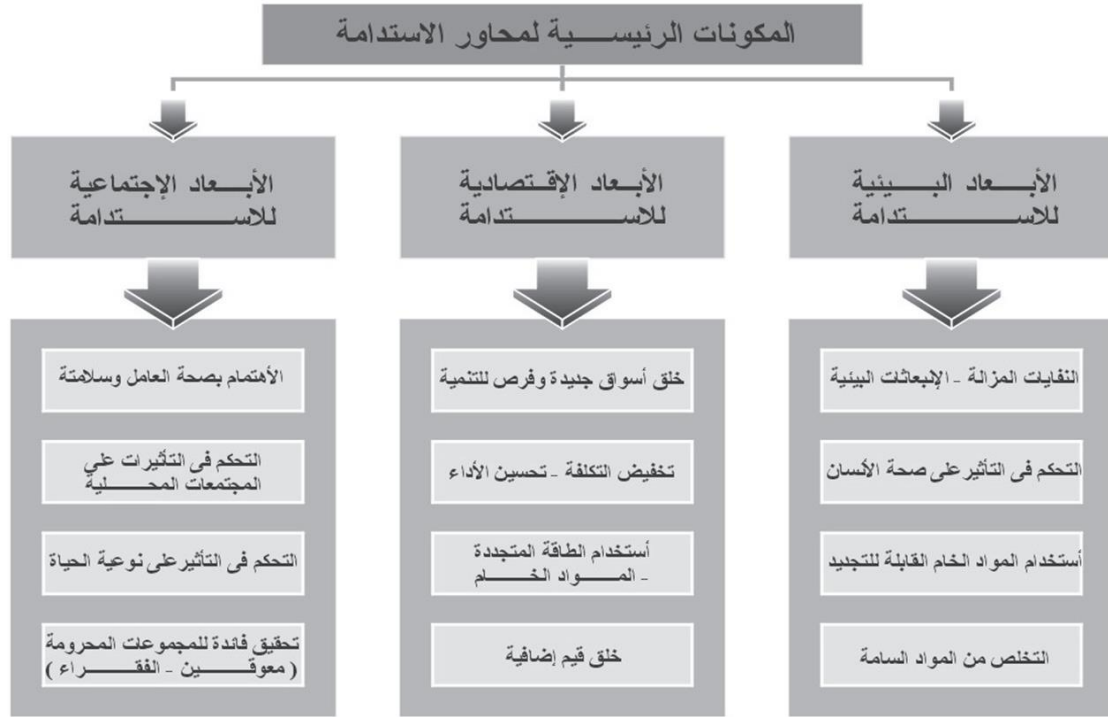 المكونات الرئيسية لمحاور الاستدامة
الأبعاد البيئية
للاستدامة
النفايات المزالة - الإنبعاثات البيئية
التحكم فى التأثير على صحة الأنسان
أستخدام المواد الخام القابلة للتجديد
التخلص من المواد السامة
الأبعاد الإقتصادية
للاستدامة
خلق أسواق جديدة وفرص للتنمية
تخفيض التكلفة - تحسين الأداء
أستخدام الطاقة المتجددة
- المواد الخام
خلق قيم إضافية
الأبعاد الإجتماعية
للاستدامة
الأهتمام بصحة العامل وسلامتة
التحكم فى التأثيرات علي
المجتمعات المحلية
التحكم فى التأثير على نوعية الحياة
تحقيق فائدة للمجموعات المحرومة
( معوقين - الفقراء )